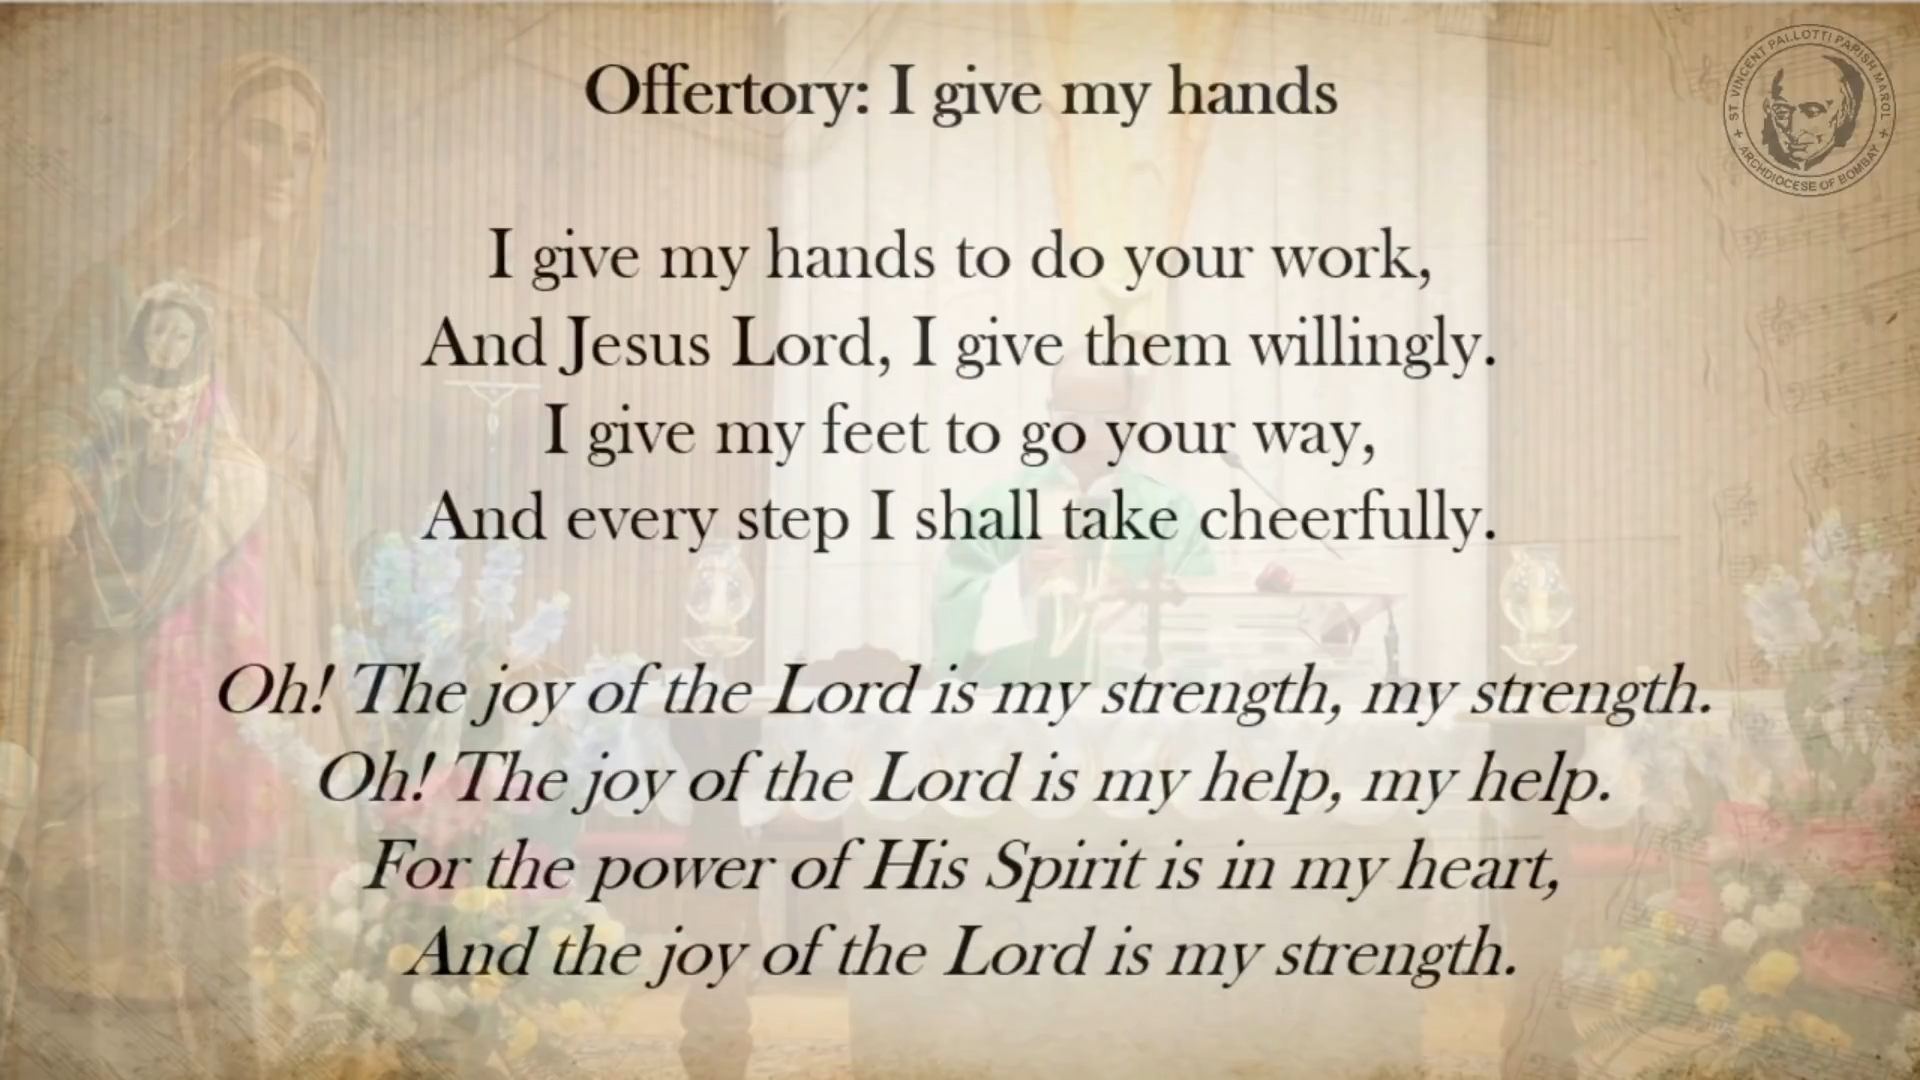 Offertory: I give my hands
ST VINCENT PALLOTTI PARISH MAROL
ARCHDIOCESE OF BOMBAY
I give my hands to do your work,
And Jesus Lord, I give them willingly.
I give my feet to go your way,
And every step I shall take cheerfully.
Oh! The joy of the Lord is my strength, my strength.
Oh! The joy of the Lord is my help, my help.
For the power of His Spirit is in my heart,
And the joy of the Lord is my strength.